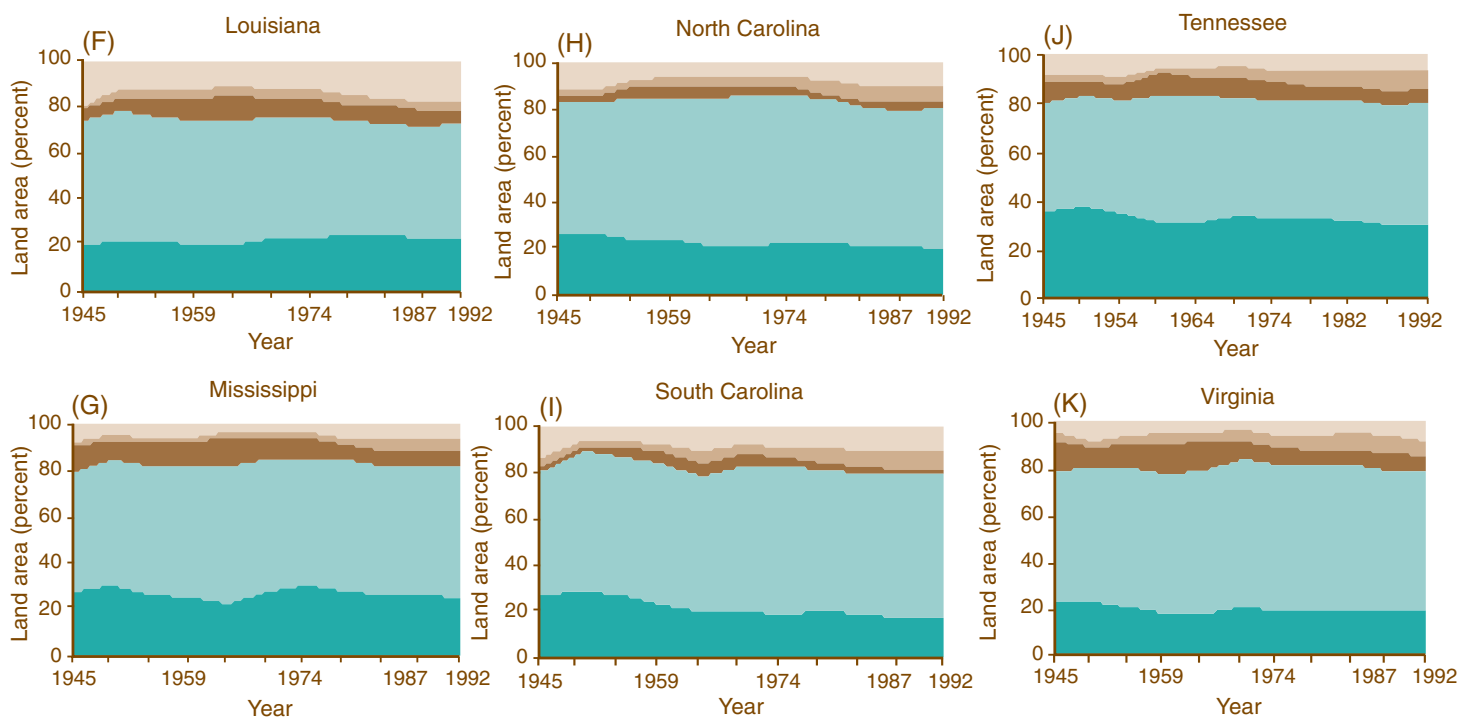 (F)
Louisiana
Land area (percent)
100
80
60
40
20
0
1945 1959 1974 1987 1992
Year
(H)
North Carolina
Land area (percent)
100
80
60
40
20
0
1945 1959 1974 1987 1992
Year
(J)
Tennessee
Land area (percent)
100
80
60
40
20
0
1945 1954 1964 1974 1982 1992
Year
(G)
Mississippi
Land area (percent)
100
80
60
40
20
0
1945 1959 1974 1987 1992
Year
(I)
South Carolina
Land area (percent)
100
80
60
40
20
0
1945 1959 1974 1987 1992
Year
(K)
Virginia
Land area (percent)
100
80
60
40
20
0
1945 1959 1974 1987 1992
Year